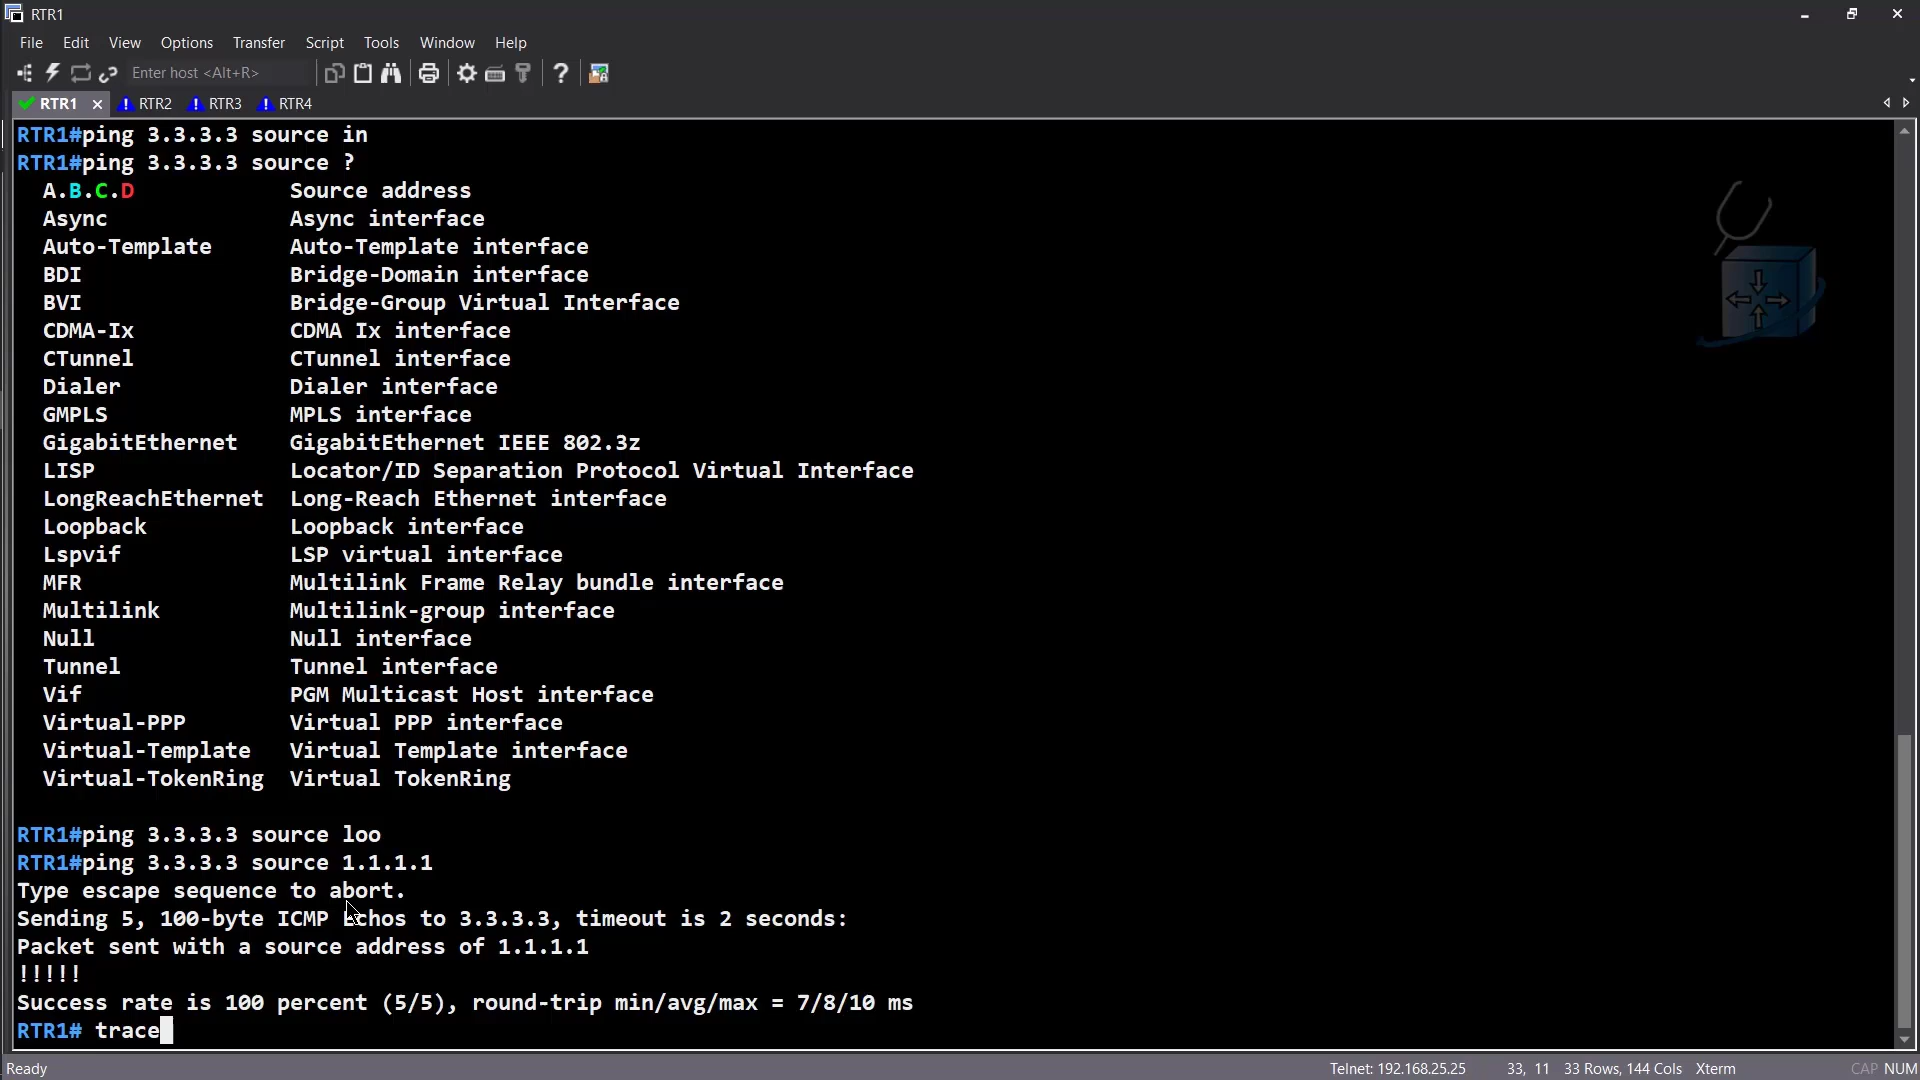 RTR1
File Edit View Options Transfer Script Tools Window Help
Enter host <Alt+R>
RTR1 RTR2 RTR3 RTR4
RTR1#ping 3.3.3.3 source in
RTR1#ping 3.3.3.3 source ?
A.B.C.D Source address
Async Async interface
Auto-Template Auto-Template interface
BDI Bridge-Domain interface
BVI Bridge-Group Virtual Interface
CDMA-Ix CDMA Ix interface
CTunnel CTunnel interface
Dialer Dialer interface
GMPLS MPLS interface
GigabitEthernet GigabitEthernet IEEE 802.3z
LISP Locator/ID Separation Protocol Virtual Interface
LongReachEthernet Long-Reach Ethernet interface
Loopback Loopback interface
Lspvif LSP virtual interface
MFR Multilink Frame Relay bundle interface
Multilink Multilink-group interface
Null Null interface
Tunnel Tunnel interface
Vif PGM Multicast Host interface
Virtual-PPP Virtual PPP interface
Virtual-Template Virtual Template interface
Virtual-TokenRing Virtual TokenRing
RTR1#ping 3.3.3.3 source loo
RTR1#ping 3.3.3.3 source 1.1.1.1
Type escape sequence to abort.
Sending 5, 100-byte ICMP Echos to 3.3.3.3, timeout is 2 seconds:
Packet sent with a source address of 1.1.1.1
!!!!!
Success rate is 100 percent (5/5), round-trip min/avg/max = 7/8/10 ms
RTR1# trace
Ready Telnet: 192.168.25.25 33, 11 33 Rows, 144 Cols Xterm CAP NUM